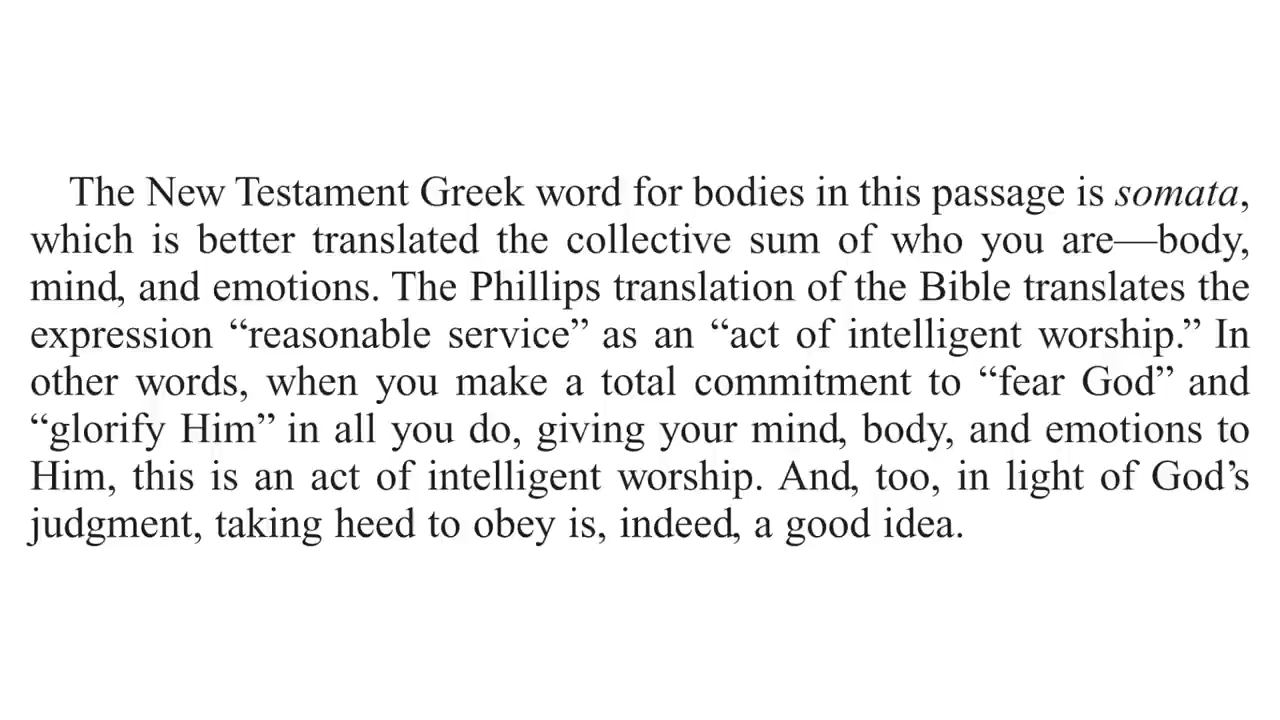 The New Testament Greek word for bodies in this passage is somata,
which is better translated the collective sum of who you are—body,
mind, and emotions. The Phillips translation of the Bible translates the
expression “reasonable service” as an “act of intelligent worship.” In
other words, when you make a total commitment to “fear God” and
“glorify Him” in all you do, giving your mind, body, and emotions to
Him, this is an act of intelligent worship. And, too, in light of God’s
judgment, taking heed to obey is, indeed, a good idea.